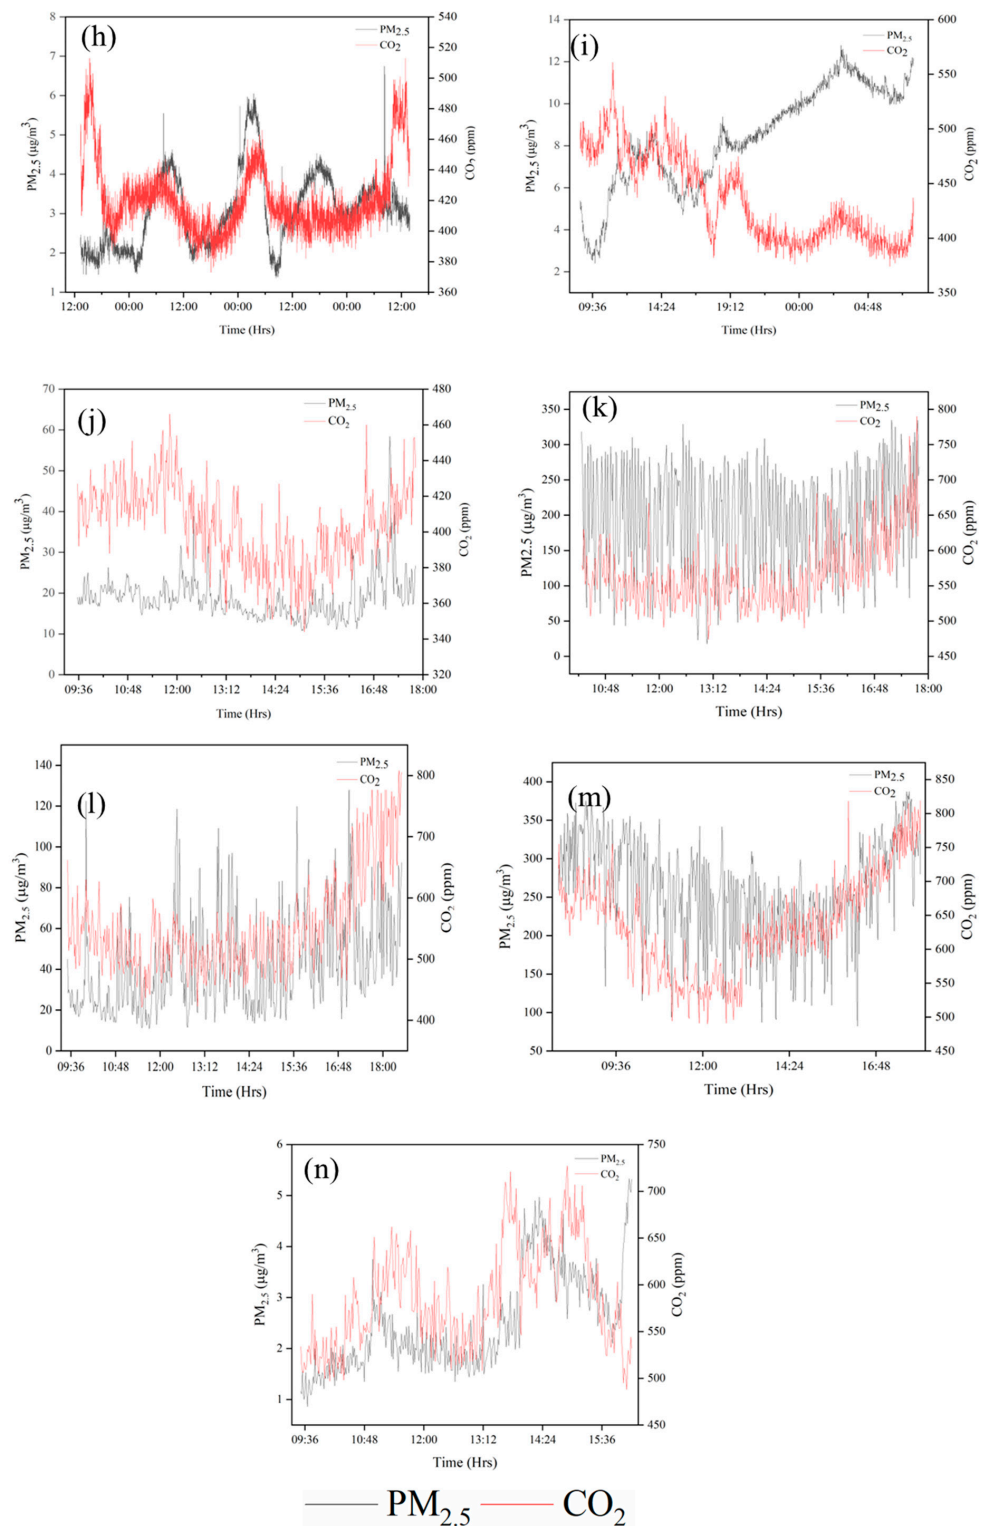 (h)
PM2.5
CO2
8
7
6
5
4
3
2
1
540
520
500
480
460
440
420
400
380
360
PM2.5 (μg/m3)
CO2 (ppm)
12:00 00:00 12:00 00:00 12:00 00:00 12:00
Time (Hrs)
(i)
PM2.5
CO2
14
12
10
8
6
4
2
600
550
500
450
400
350
PM2.5 (μg/m3)
CO2 (ppm)
09:36 14:24 19:12 00:00 04:48
Time (Hrs)
(j)
PM2.5
CO2
70
60
50
40
30
20
10
0
480
460
440
420
400
380
360
340
320
PM2.5 (μg/m3)
CO2 (ppm)
09:36 10:48 12:00 13:12 14:24 15:36 16:48 18:00
Time (Hrs)
(k)
PM2.5
CO2
350
300
250
200
150
100
50
0
800
750
700
650
600
550
500
450
PM2.5 (μg/m3)
CO2 (ppm)
10:48 12:00 13:12 14:24 15:36 16:48 18:00
Time (Hrs)
(l)
PM2.5
CO2
140
120
100
80
60
40
20
0
800
700
600
500
400
PM2.5 (μg/m3)
CO2 (ppm)
09:36 10:48 12:00 13:12 14:24 15:36 16:48 18:00
Time (Hrs)
(m)
PM2.5
CO2
400
350
300
250
200
150
100
50
850
800
750
700
650
600
550
500
450
PM2.5 (μg/m3)
CO2 (ppm)
09:36 12:00 14:24 16:48
Time (Hrs)
(n)
PM2.5
CO2
6
5
4
3
2
1
750
700
650
600
550
500
450
PM2.5 (μg/m3)
CO2 (ppm)
09:36 10:48 12:00 13:12 14:24 15:36
Time (Hrs)
PM2.5 CO2